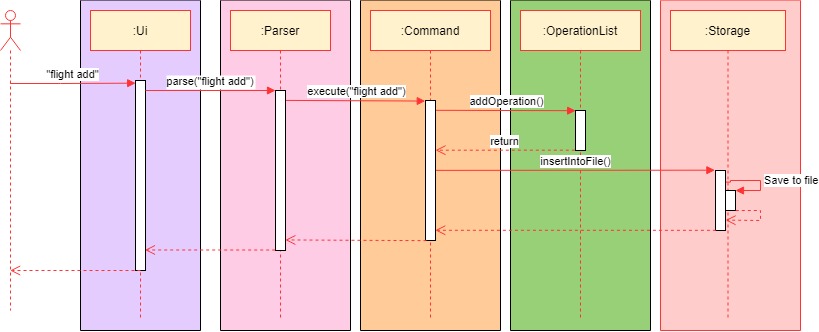 :Ui
:Parser
:Command
:OperationList
:Storage
"flight add"
parse("flight add")
execute("flight add")
addOperation()
return
insertIntoFile()
Save to file